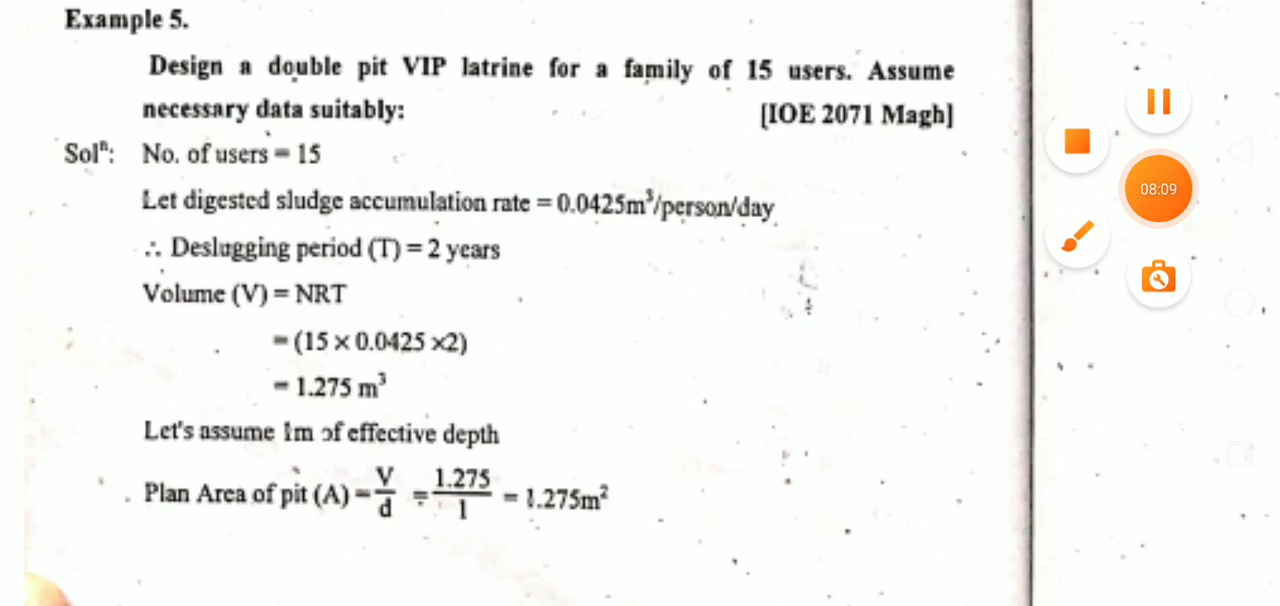 Example 5.
Design a double pit VIP latrine for a family of 15 users. Assume
necessary data suitably: [IOE 2071 Magh]
Solⁿ: No. of users = 15
Let digested sludge accumulation rate = 0.0425m³/person/day
∴ Deslugging period (T) = 2 years
Volume (V) = NRT
= (15 × 0.0425 ×2)
= 1.275 m³
Let's assume 1m of effective depth
Plan Area of pit (A) = V/d = 1.275/1 = 1.275m²
08:09